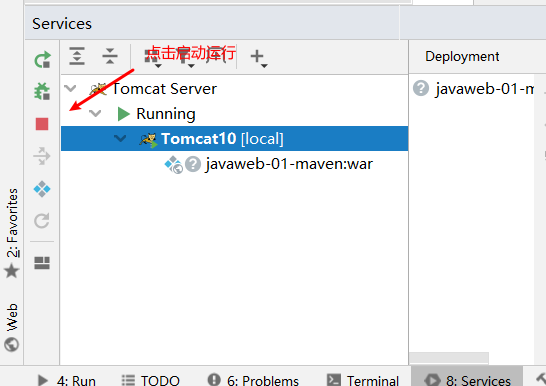 Services
点击启动运行
Deployment
Tomcat Server
javaweb-01-m
Running
Tomcat10 [local]
javaweb-01-maven:war
2: Favorites
Web
4: Run
TODO
6: Problems
Terminal
8: Services